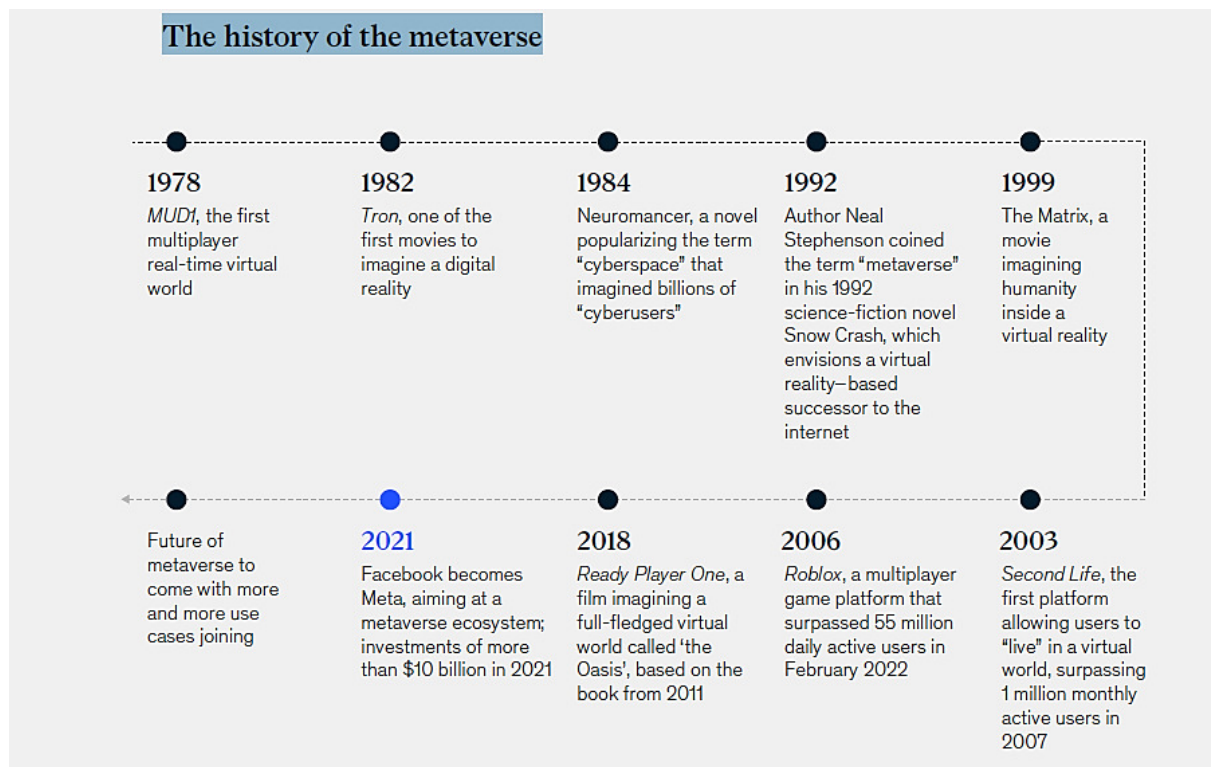 The history of the metaverse
1978
MUD1, the first
multiplayer
real-time virtual
world
1982
Tron, one of the
first movies to
imagine a digital
reality
1984
Neuromancer, a novel
popularizing the term
“cyberspace” that
imagined billions of
“cyberusers”
1992
Author Neal
Stephenson coined
the term “metaverse”
in his 1992
science-fiction novel
Snow Crash, which
envisions a virtual
reality–based
successor to the
internet
1999
The Matrix, a
movie
imagining
humanity
inside a
virtual reality
2003
Second Life, the
first platform
allowing users to
“live” in a virtual
world, surpassing
1 million monthly
active users in
2007
2006
Roblox, a multiplayer
game platform that
surpassed 55 million
daily active users in
February 2022
2018
Ready Player One, a
film imagining a
full-fledged virtual
world called ‘the
Oasis’, based on the
book from 2011
2021
Facebook becomes
Meta, aiming at a
metaverse ecosystem;
investments of more
than $10 billion in 2021
Future of
metaverse to
come with more
and more use
cases joining